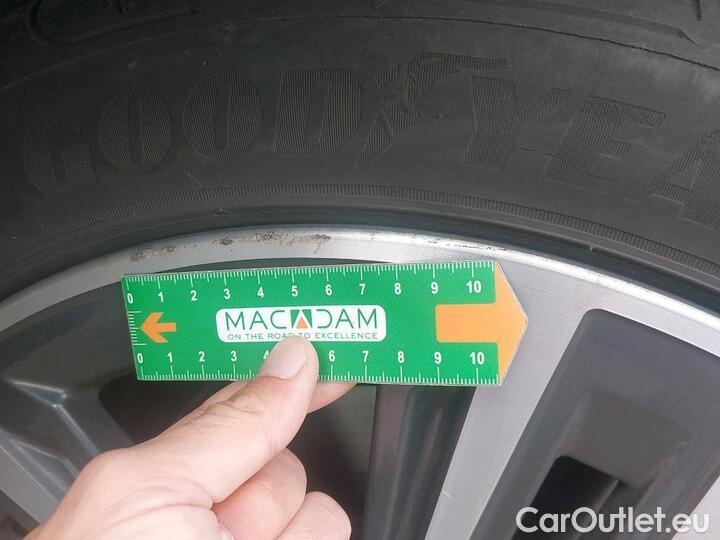 GOODYEA
0 1 2 3 4 5 6 7 8 9 10
MACADAM
ON THE ROAD TO EXCELLENCE
0 1 2 3 4 6 7 8 9 10
CarOutlet.eu